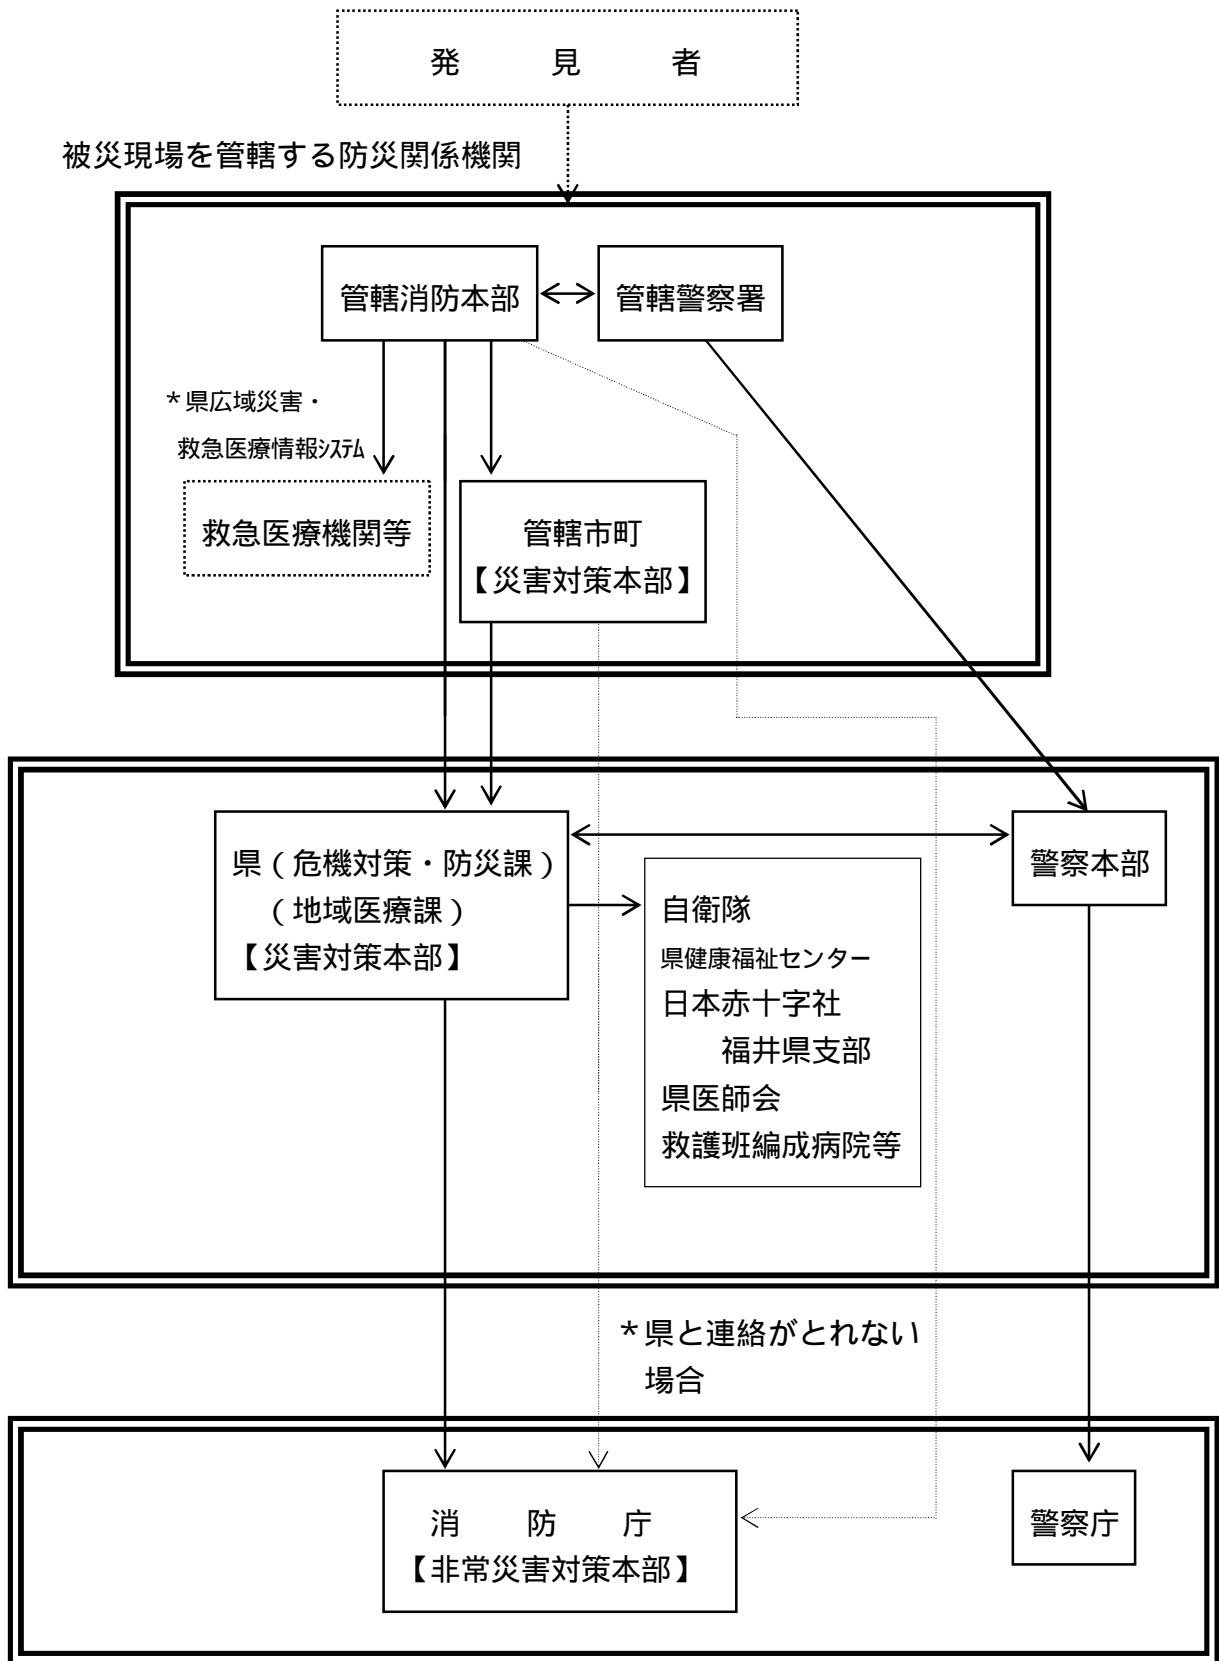 発　見　者
被災現場を管轄する防災関係機関
管轄消防本部
管轄警察署
＊県広域災害・
救急医療情報ｼｽﾃﾑ
救急医療機関等
管轄市町
【災害対策本部】
県（危機対策・防災課）
（地域医療課）
【災害対策本部】
警察本部
自衛隊
県健康福祉センター
日本赤十字社
福井県支部
県医師会
救護班編成病院等
＊県と連絡がとれない
場合
消　防　庁
【非常災害対策本部】
警察庁